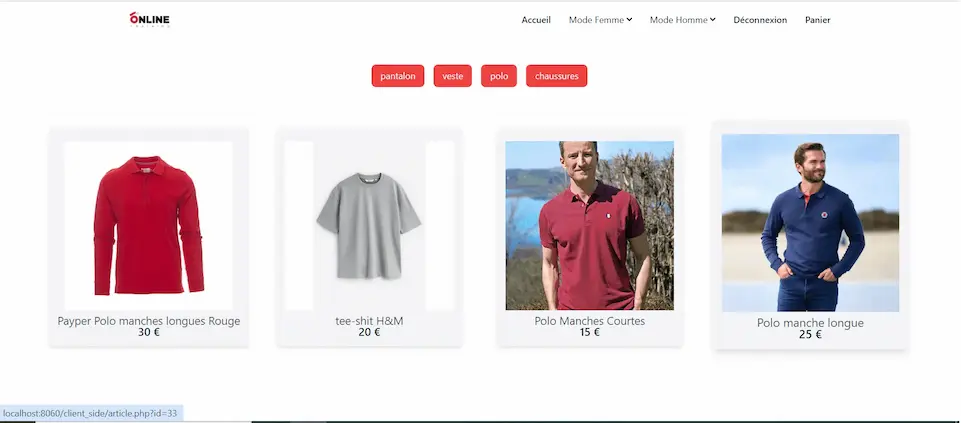 ONLINE
Accueil
Mode Femme
Mode Homme
Déconnexion
Panier
pantalon
veste
polo
chaussures
Payper Polo manches longues Rouge
30 €
tee-shit H&M
20 €
Polo Manches Courtes
15 €
Polo manche longue
25 €
localhost:8060/client_side/article.php?id=33